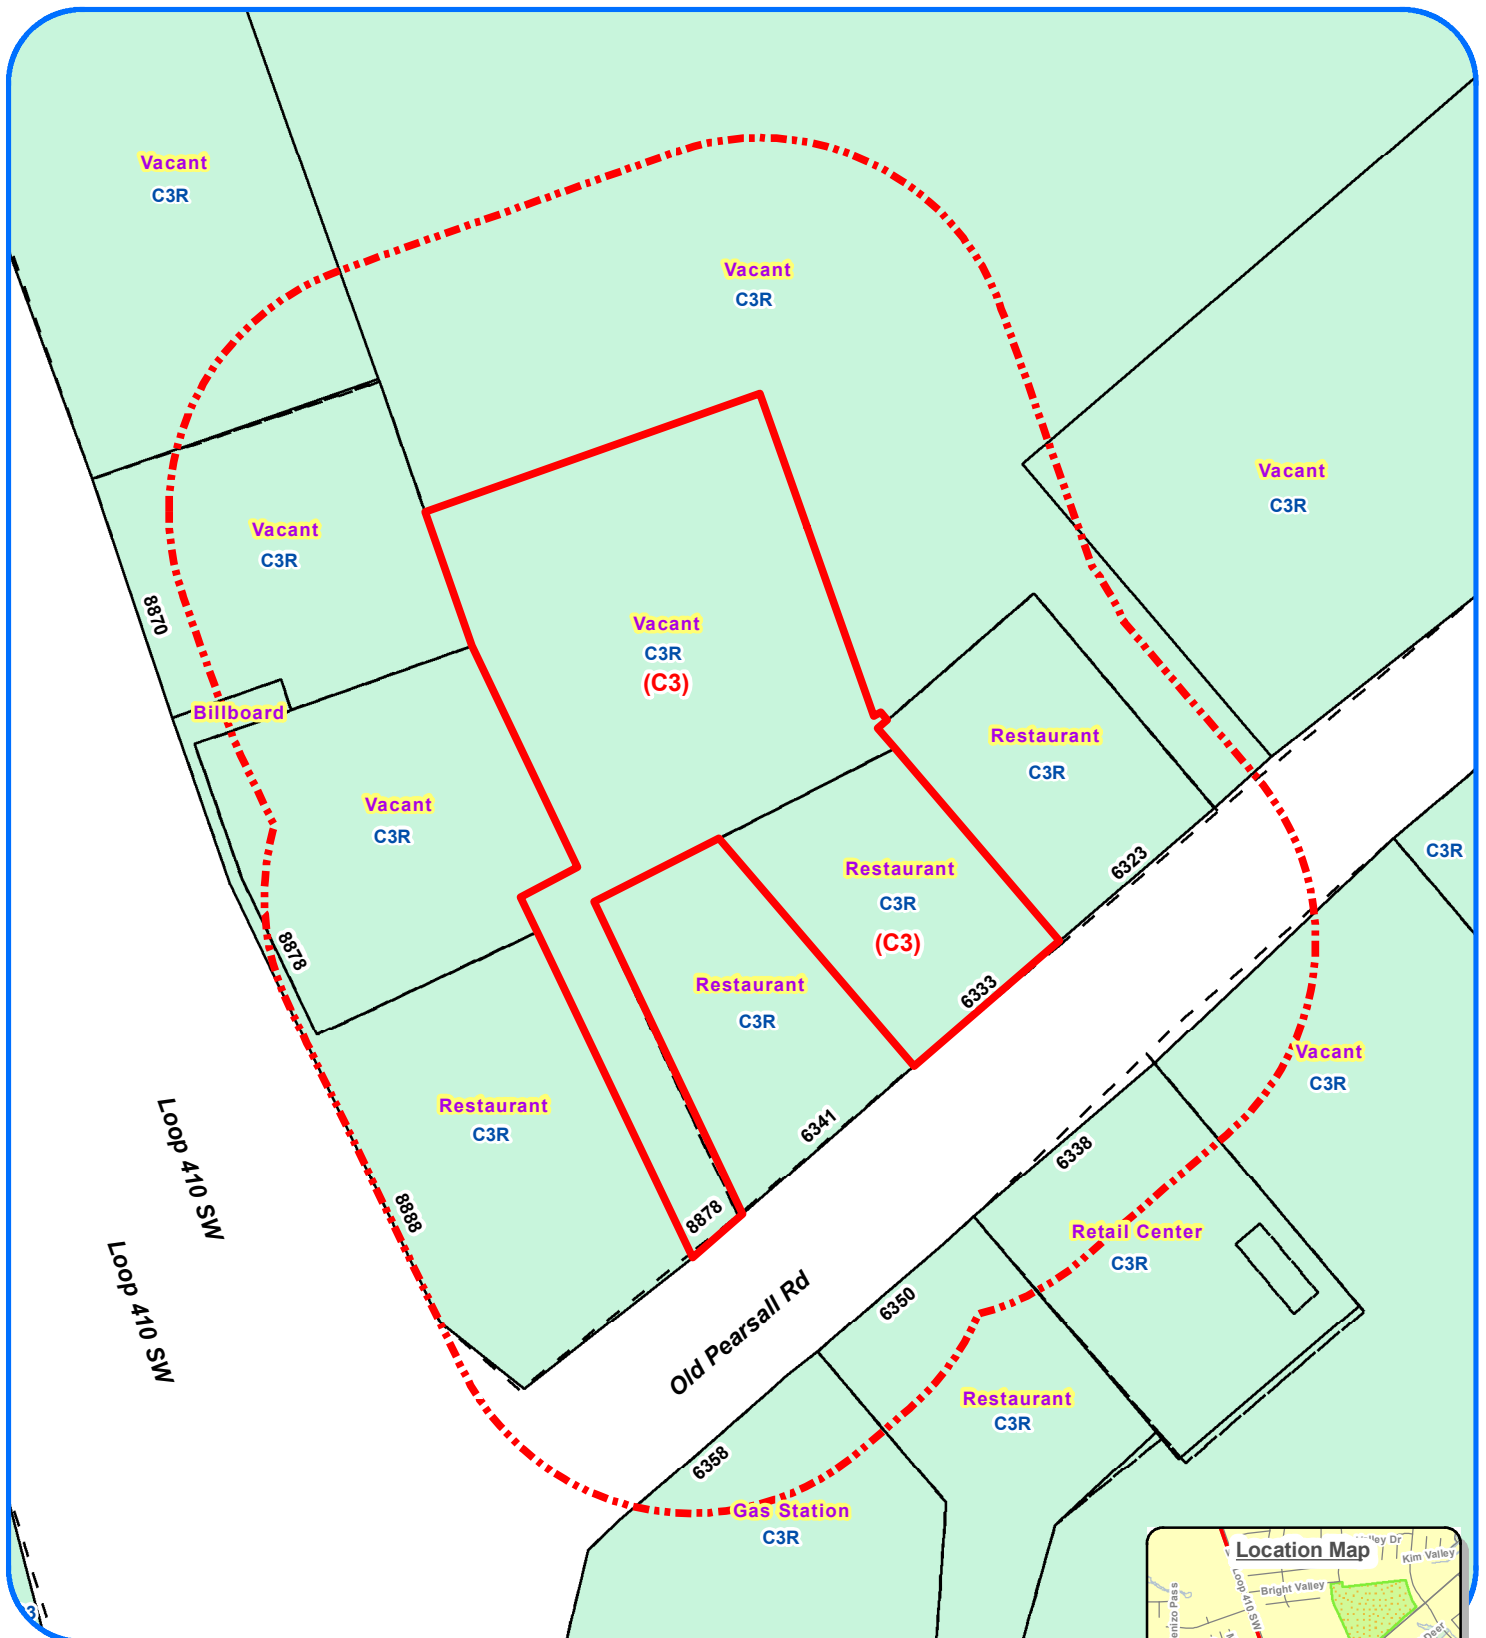 Vacant
C3R
Vacant
C3R
Vacant
C3R
Vacant
C3R
8870
Vacant
C3R
(C3)
Billboard
Restaurant
C3R
Vacant
C3R
6323
C3R
Restaurant
C3R
(C3)
8878
6333
Restaurant
C3R
Vacant
C3R
Restaurant
C3R
6341
6338
Loop 410 SW
8888
8878
Retail Center
C3R
Loop 410 SW
Old Pearsall Rd
6350
Restaurant
C3R
6358
Gas Station
C3R
Location Map
Kim Valley
Bright Valley
Loop 410 SW
Deer